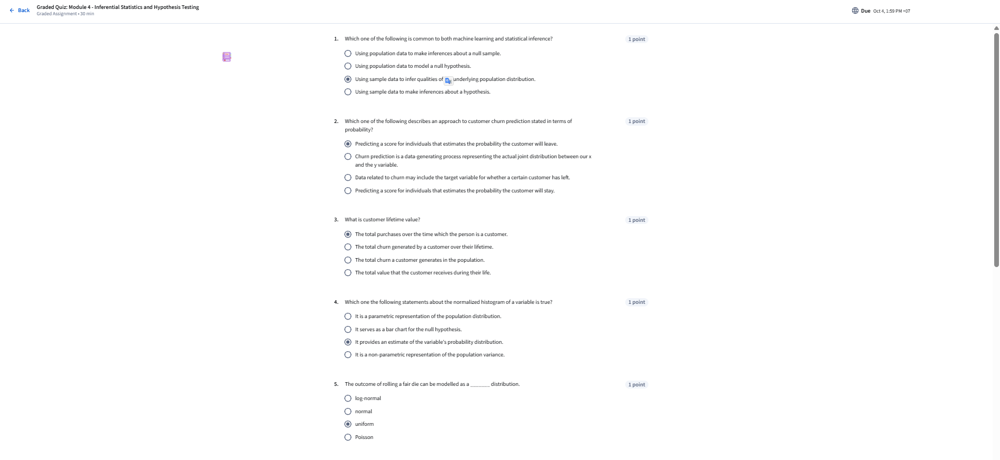 Back
Graded Quiz: Module 4 - Inferential Statistics and Hypothesis Testing
Graded Assignment • 30 min
Due Oct 4, 1:59 PM +07
1. Which one of the following is common to both machine learning and statistical inference? 1 point
Using population data to make inferences about a null sample.
Using population data to model a null hypothesis.
Using sample data to infer qualities of underlying population distribution.
Using sample data to make inferences about a hypothesis.
2. Which one of the following describes an approach to customer churn prediction stated in terms of 1 point
probability?
Predicting a score for individuals that estimates the probability the customer will leave.
Churn prediction is a data-generating process representing the actual joint distribution between our x
and the y variable.
Data related to churn may include the target variable for whether a certain customer has left.
Predicting a score for individuals that estimates the probability the customer will stay.
3. What is customer lifetime value? 1 point
The total purchases over the time which the person is a customer.
The total churn generated by a customer over their lifetime.
The total churn a customer generates in the population.
The total value that the customer receives during their life.
4. Which one the following statements about the normalized histogram of a variable is true? 1 point
It is a parametric representation of the population distribution.
It serves as a bar chart for the null hypothesis.
It provides an estimate of the variable's probability distribution.
It is a non-parametric representation of the population variance.
5. The outcome of rolling a fair die can be modelled as a _______ distribution. 1 point
log-normal
normal
uniform
Poisson